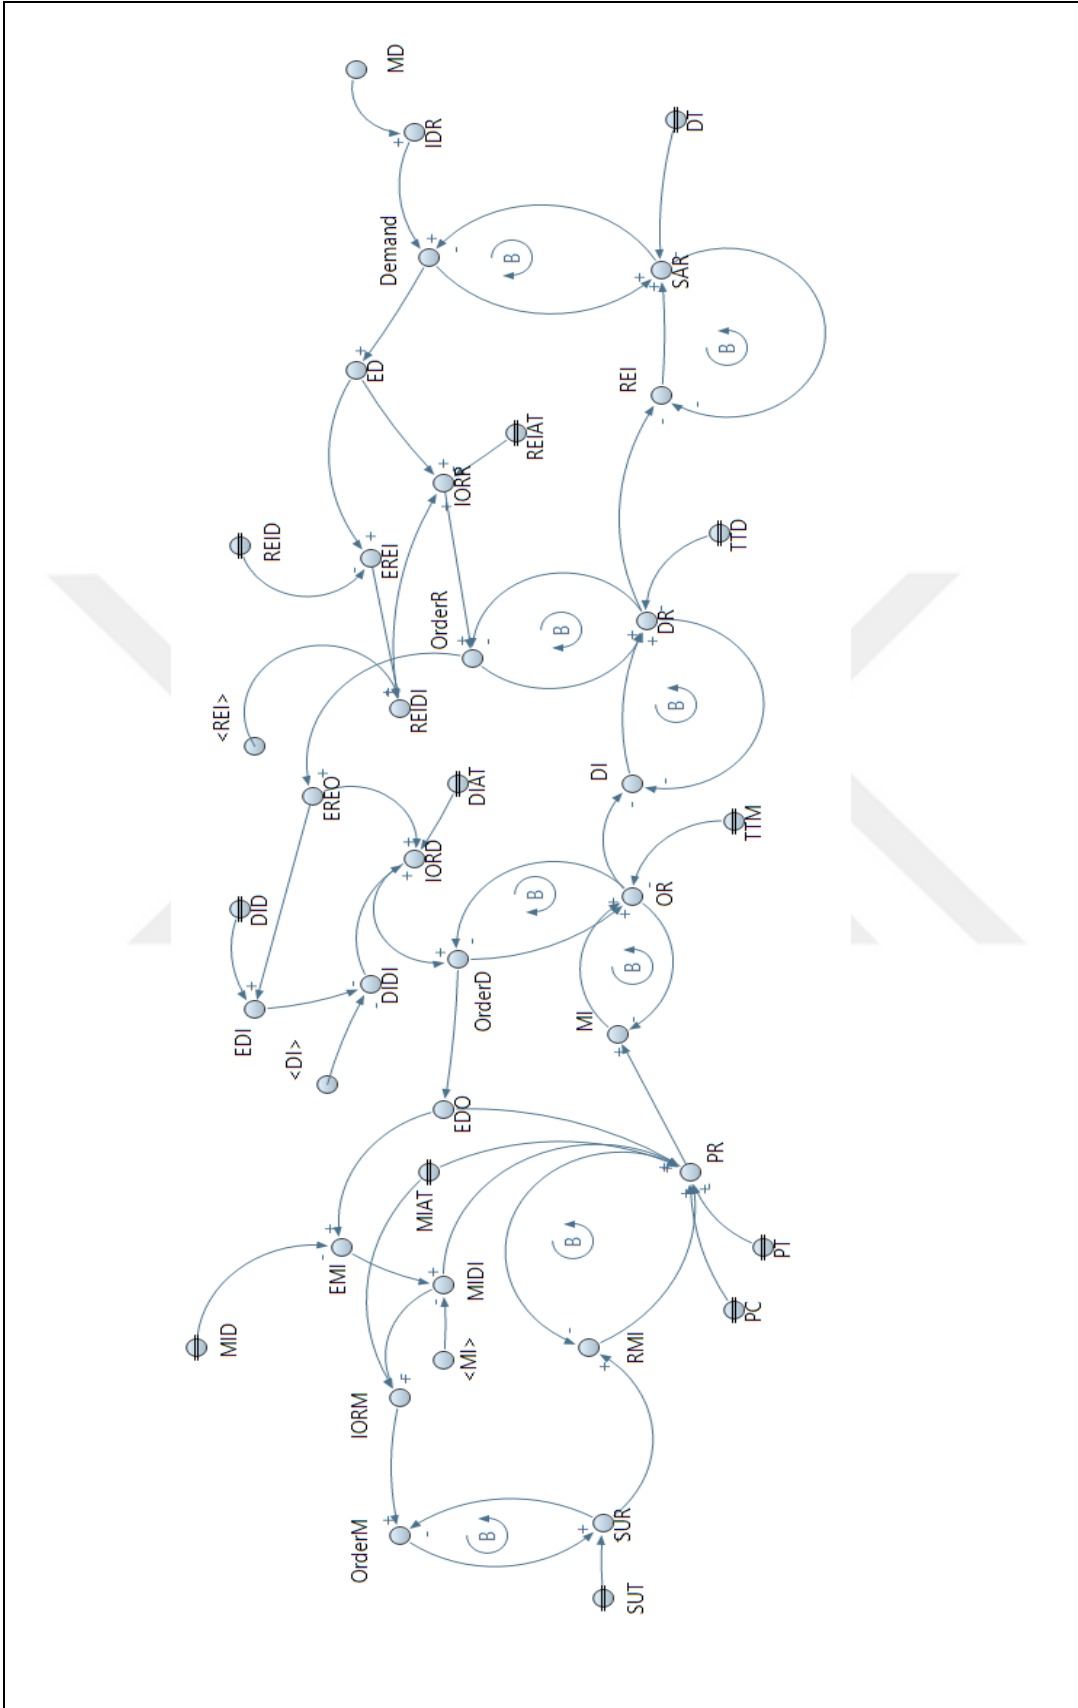 MD
IDR
DT
Demand
B
SAR
ED
REI
B
REIAT
IORR
REID
EREI
TTD
OrderR
B
DR
<REI>
REIDI
B
EREO
DIAT
DI
IORD
TTM
DID
B
OR
DIDI
OrderD
B
EDI
<DI>
MI
EDO
MIAT
PR
EMI
B
PT
MIDI
PC
MID
<MI>
RMI
IORM
OrderM
B
SUR
SUT